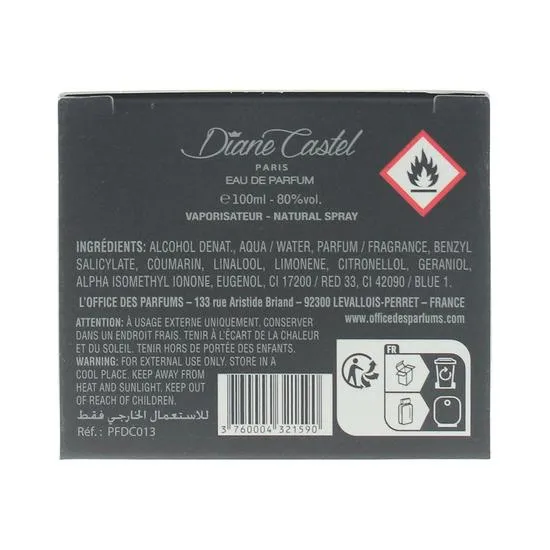 Diane Castel
PARIS
EAU DE PARFUM
℮100ml - 80%vol.
VAPORISATEUR - NATURAL SPRAY
INGRÉDIENTS: ALCOHOL DENAT., AQUA / WATER, PARFUM / FRAGRANCE, BENZYL
SALICYLATE, COUMARIN, LINALOOL, LIMONENE, CITRONELLOL, GERANIOL,
ALPHA ISOMETHYL IONONE, EUGENOL, CI 17200 / RED 33, CI 42090 / BLUE 1.
L'OFFICE DES PARFUMS - 133 rue Aristide Briand - 92300 LEVALLOIS-PERRET - FRANCE
www.officedesparfums.com
ATTENTION: À USAGE EXTERNE UNIQUEMENT. CONSERVER
DANS UN ENDROIT FRAIS. TENIR À L'ÉCART DE LA CHALEUR
ET DU SOLEIL. TENIR HORS DE PORTÉE DES ENFANTS.
WARNING: FOR EXTERNAL USE ONLY. STORE IN A
COOL PLACE. KEEP AWAY FROM
HEAT AND SUNLIGHT. KEEP OUT
OF REACH OF CHILDREN.
للاستعمال الخارجي فقط
Réf. : PFDC013
3 760004 321590
FR